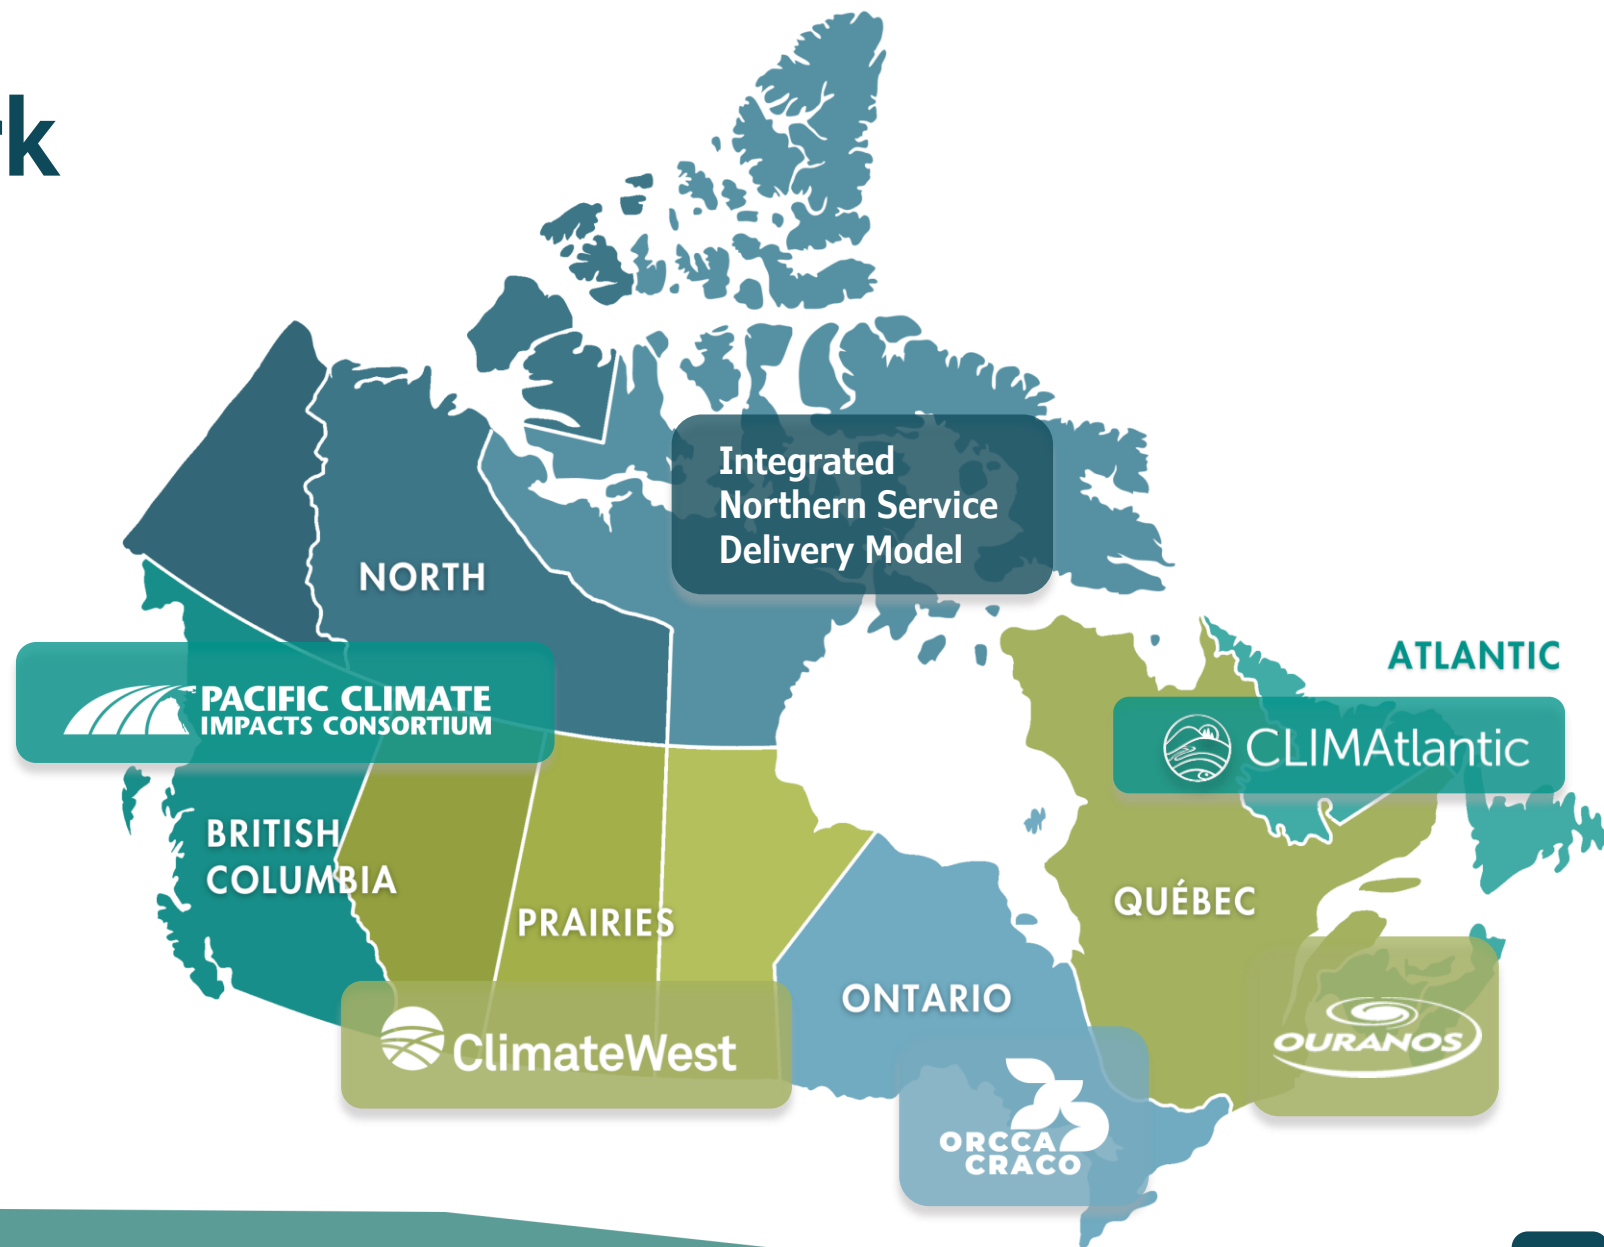 rk
Integrated
Northern Service
Delivery Model
NORTH
ATLANTIC
PACIFIC CLIMATE
IMPACTS CONSORTIUM
CLIMAtlantic
BRITISH
COLUMBIA
QUÉBEC
PRAIRIES
ONTARIO
OURANOS
ClimateWest
ORCCA
CRACO